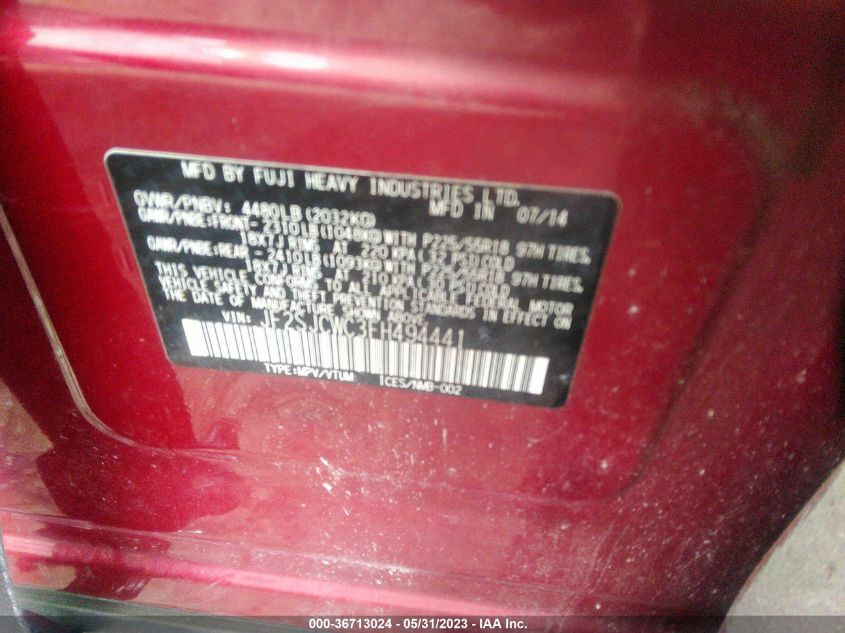 MFD BY FUJI HEAVY INDUSTRIES LTD.
MFD IN 07/14
GVWR/PNBV: 4480LB(2032KG)
GAWR/PNBE:FRONT- 2310LB(1048KG)WITH P225/55R18 97H TIRES,
18X7J RIMS AT 220 KPA(32 PSI)COLD
GAWR/PNBE:REAR - 2410LB(1093KG)WITH P225/55R18 97H TIRES,
18X7J RIMS AT 210 KPA(30 PSI)COLD
THIS VEHICLE CONFORMS TO ALL APPLICABLE FEDERAL MOTOR
VEHICLE SAFETY AND THEFT PREVENTION STANDARDS IN EFFECT ON
THE DATE OF MANUFACTURE SHOWN ABOVE.
VIN: JF2SJCWC3EH494441
TYPE:MPV/VTUM ICES/NMB-002
000-36713024 - 05/31/2023 - IAA Inc.